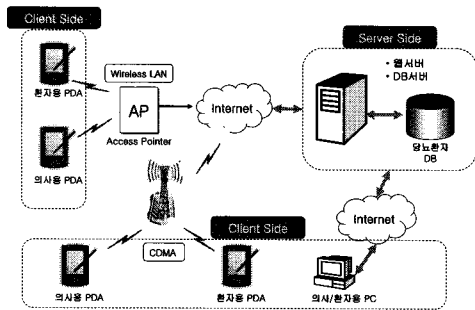 Client Side
환자용 PDA
의사용 PDA
Wireless LAN
AP
Access Pointer
Internet
Server Side
• 웹서버
• DB서버
당뇨환자
DB
Internet
Client Side
CDMA
의사용 PDA
환자용 PDA
의사/환자용 PC